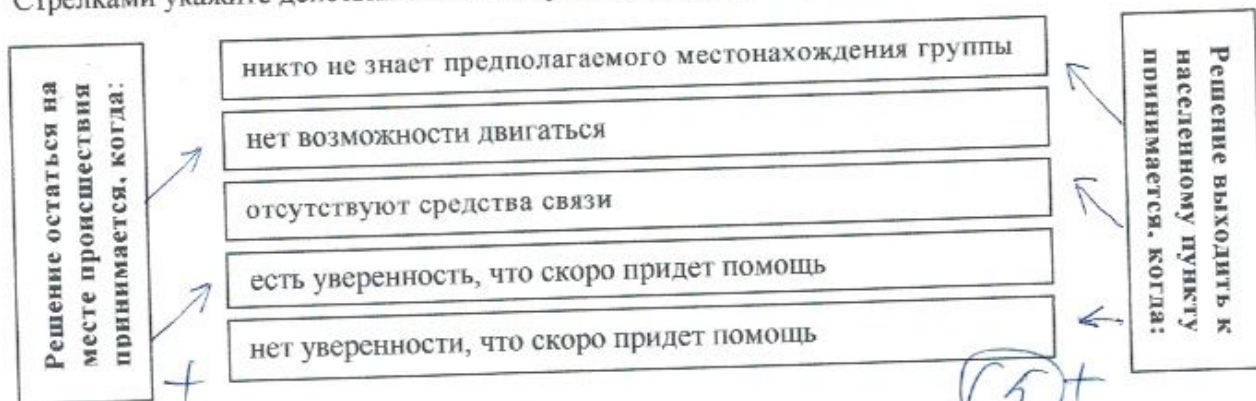 Стрелками укажите
Решение остаться на
месте происшествия
принимается, когда:
никто не знает предполагаемого местонахождения группы
нет возможности двигаться
отсутствуют средства связи
есть уверенность, что скоро придет помощь
нет уверенности, что скоро придет помощь
Решение выходить к
населенному пункту
принимается, когда:
+
5 +